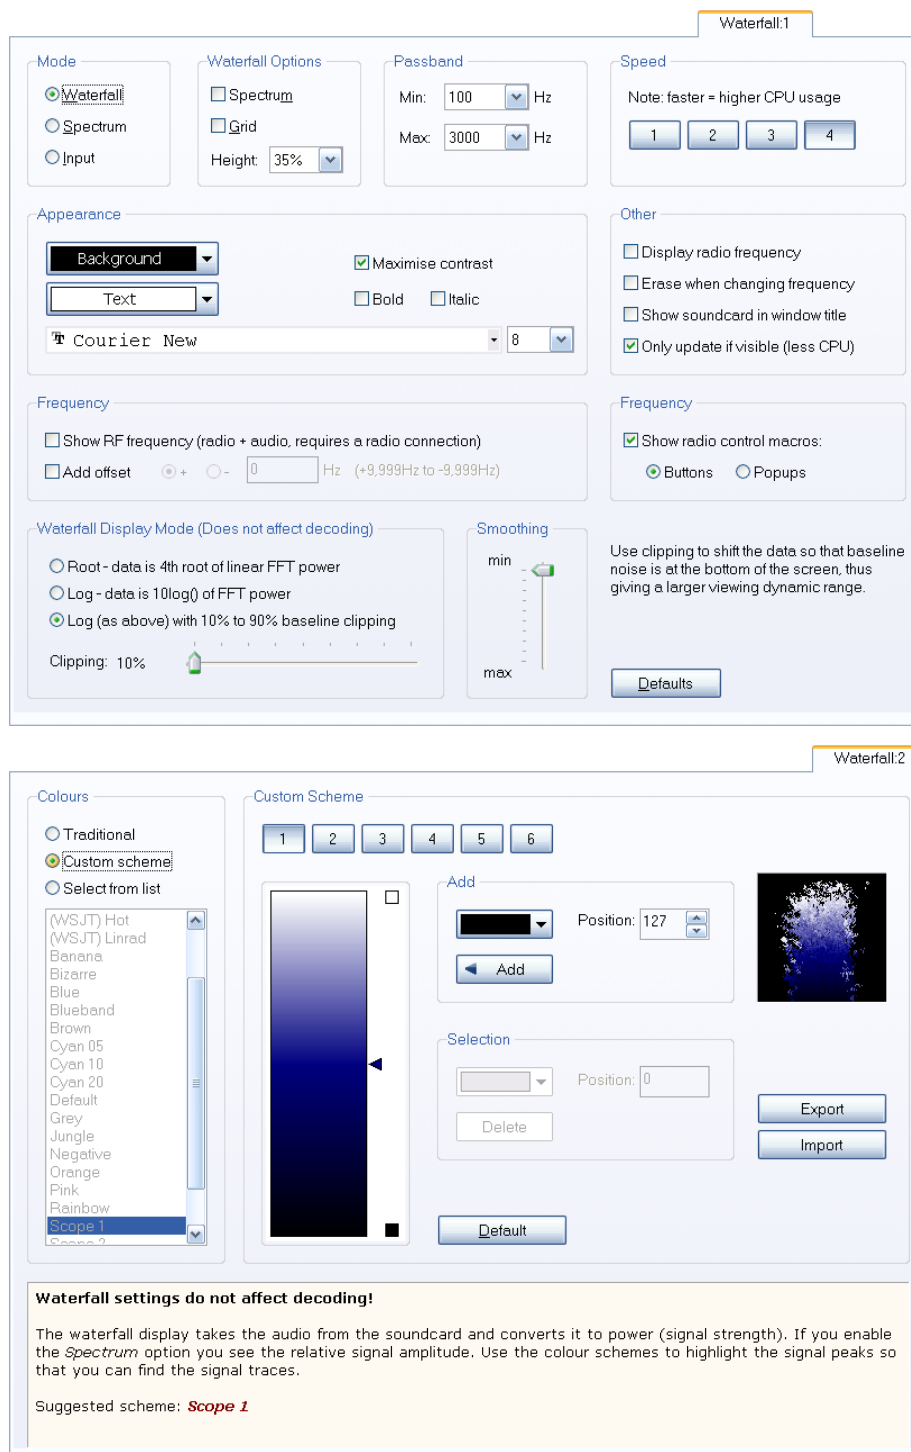 Waterfall:1
Mode
Waterfall
Spectrum
Input
Waterfall Options
Spectrum
Grid
Height: 35%
Passband
Min: 100 Hz
Max: 3000 Hz
Speed
Note: faster = higher CPU usage
1 2 3 4
Appearance
Background
Text
Maximise contrast
Bold Italic
Courier New 8
Other
Display radio frequency
Erase when changing frequency
Show soundcard in window title
Only update if visible (less CPU)
Frequency
Show RF frequency (radio + audio, requires a radio connection)
Add offset + - 0 Hz (+9,999Hz to -9,999Hz)
Frequency
Show radio control macros:
Buttons Popups
Waterfall Display Mode (Does not affect decoding)
Root - data is 4th root of linear FFT power
Log - data is 10log() of FFT power
Log (as above) with 10% to 90% baseline clipping
Clipping: 10%
Smoothing
min
max
Use clipping to shift the data so that baseline
noise is at the bottom of the screen, thus
giving a larger viewing dynamic range.
Defaults
Waterfall:2
Colours
Traditional
Custom scheme
Select from list
(WSJT) Hot
(WSJT) Linrad
Banana
Bizarre
Blue
Blueband
Brown
Cyan 05
Cyan 10
Cyan 20
Default
Grey
Jungle
Negative
Orange
Pink
Rainbow
Scope 1
Scope 2
Custom Scheme
1 2 3 4 5 6
Add
Position: 127
Add
Selection
Position: 0
Delete
Export
Import
Default
Waterfall settings do not affect decoding!
The waterfall display takes the audio from the soundcard and converts it to power (signal strength). If you enable
the Spectrum option you see the relative signal amplitude. Use the colour schemes to highlight the signal peaks so
that you can find the signal traces.
Suggested scheme: Scope 1